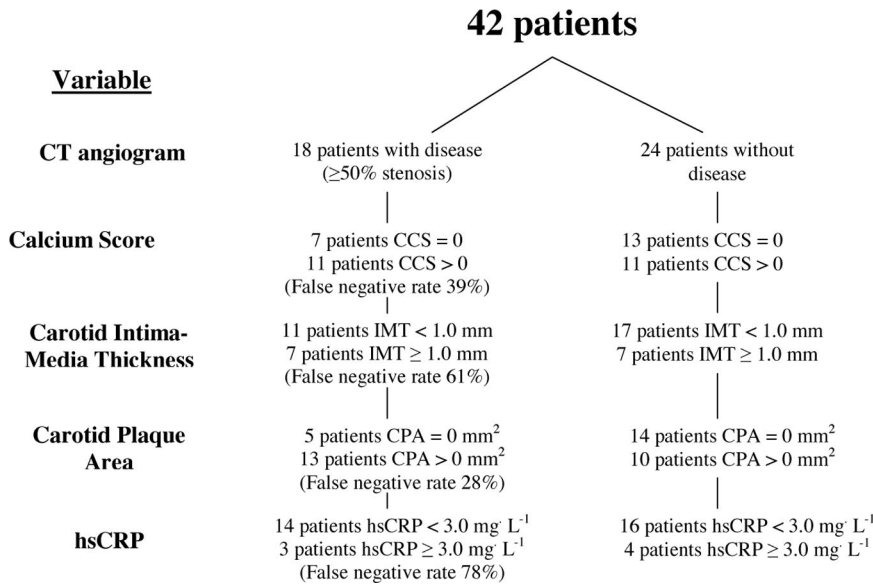 42 patients
Variable
CT angiogram
18 patients with disease
(≥50% stenosis)
24 patients without
disease
Calcium Score
7 patients CCS = 0
11 patients CCS > 0
(False negative rate 39%)
13 patients CCS = 0
11 patients CCS > 0
Carotid Intima-
Media Thickness
11 patients IMT < 1.0 mm
7 patients IMT ≥ 1.0 mm
(False negative rate 61%)
17 patients IMT < 1.0 mm
7 patients IMT ≥ 1.0 mm
Carotid Plaque
Area
5 patients CPA = 0 mm²
13 patients CPA > 0 mm²
(False negative rate 28%)
14 patients CPA = 0 mm²
10 patients CPA > 0 mm²
hsCRP
14 patients hsCRP < 3.0 mg· L⁻¹
3 patients hsCRP ≥ 3.0 mg· L⁻¹
(False negative rate 78%)
16 patients hsCRP < 3.0 mg· L⁻¹
4 patients hsCRP ≥ 3.0 mg· L⁻¹